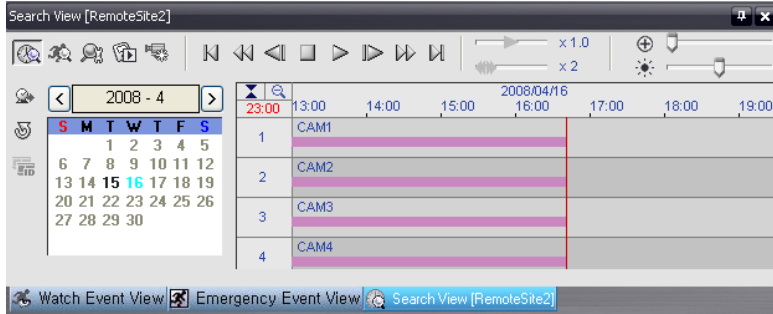 Search View [RemoteSite2]
x 1.0
x 2
2008 - 4
S M T W T F S
1 2 3 4 5
6 7 8 9 10 11 12
13 14 15 16 17 18 19
20 21 22 23 24 25 26
27 28 29 30
2008/04/16
23:00 13:00 14:00 15:00 16:00 17:00 18:00 19:00
1 CAM1
2 CAM2
3 CAM3
4 CAM4
Watch Event View Emergency Event View Search View [RemoteSite2]